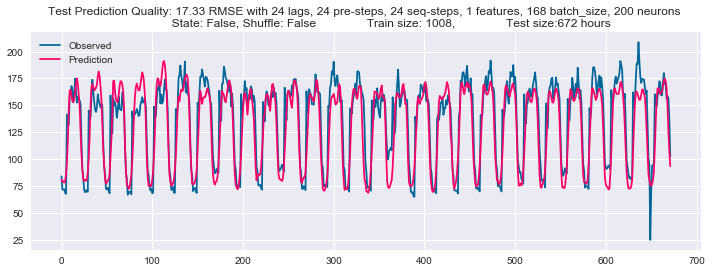 Test Prediction Quality: 17.33 RMSE with 24 lags, 24 pre-steps, 24 seq-steps, 1 features, 168 batch_size, 200 neurons
State: False, Shuffle: False Train size: 1008, Test size:672 hours
Observed
Prediction
200
175
150
125
100
75
50
25
0 100 200 300 400 500 600 700